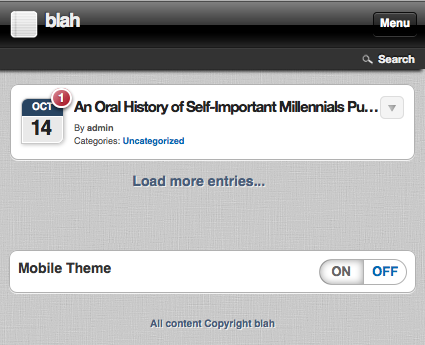 blah
Menu
Search
OCT
1
14
An Oral History of Self-Important Millennials Pu...
By admin
Categories: Uncategorized
Load more entries...
Mobile Theme
ON
OFF
All content Copyright blah